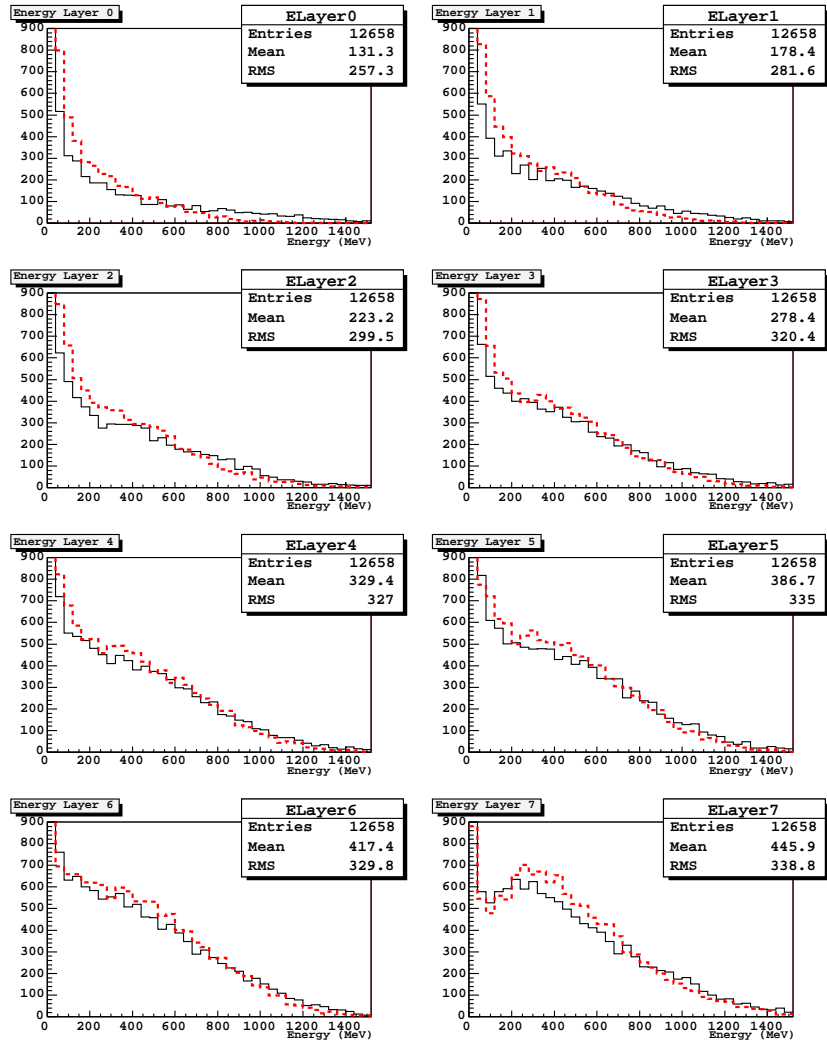 Energy Layer 0
ELayer0
Entries 12658
Mean 131.3
RMS 257.3
900
800
700
600
500
400
300
200
100
0
0 200 400 600 800 1000 1200 1400
Energy (MeV)
Energy Layer 1
ELayer1
Entries 12658
Mean 178.4
RMS 281.6
900
800
700
600
500
400
300
200
100
0
0 200 400 600 800 1000 1200 1400
Energy (MeV)
Energy Layer 2
ELayer2
Entries 12658
Mean 223.2
RMS 299.5
900
800
700
600
500
400
300
200
100
0
0 200 400 600 800 1000 1200 1400
Energy (MeV)
Energy Layer 3
ELayer3
Entries 12658
Mean 278.4
RMS 320.4
900
800
700
600
500
400
300
200
100
0
0 200 400 600 800 1000 1200 1400
Energy (MeV)
Energy Layer 4
ELayer4
Entries 12658
Mean 329.4
RMS 327
900
800
700
600
500
400
300
200
100
0
0 200 400 600 800 1000 1200 1400
Energy (MeV)
Energy Layer 5
ELayer5
Entries 12658
Mean 386.7
RMS 335
900
800
700
600
500
400
300
200
100
0
0 200 400 600 800 1000 1200 1400
Energy (MeV)
Energy Layer 6
ELayer6
Entries 12658
Mean 417.4
RMS 329.8
900
800
700
600
500
400
300
200
100
0
0 200 400 600 800 1000 1200 1400
Energy (MeV)
Energy Layer 7
ELayer7
Entries 12658
Mean 445.9
RMS 338.8
900
800
700
600
500
400
300
200
100
0
0 200 400 600 800 1000 1200 1400
Energy (MeV)